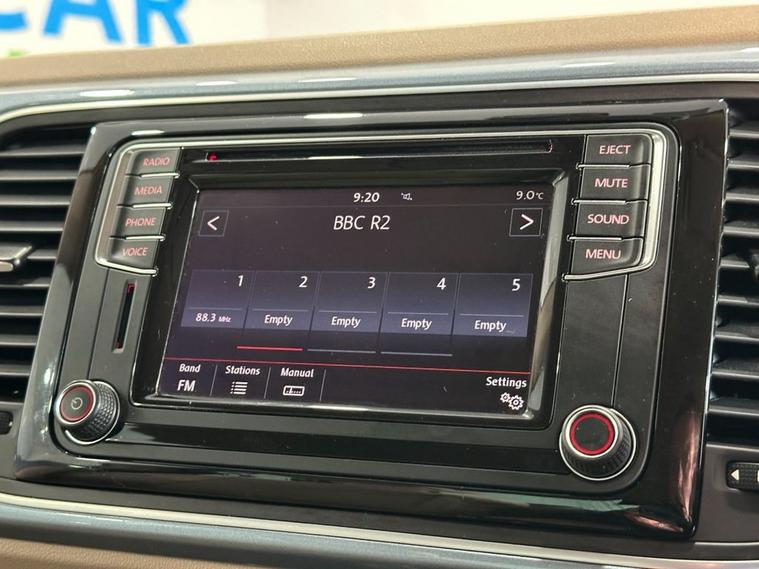 CAR
RADIO
MEDIA
PHONE
VOICE
EJECT
MUTE
SOUND
MENU
9:20
9.0°C
<
BBC R2
>
1
2
3
4
5
88.3 MHz
Empty
Empty
Empty
Empty
Band
FM
Stations
Manual
Settings